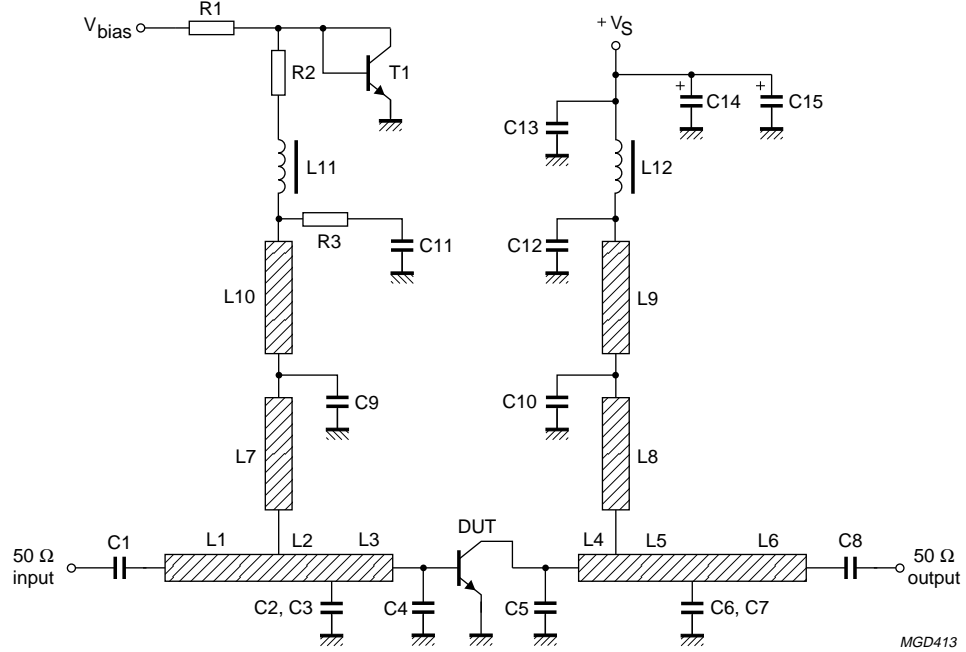 R1
V bias
+ VS
R2
T1
C14
C15
C13
L11
L12
R3
C11
C12
L10
L9
C9
C10
L7
L8
DUT
L1
L2
L3
L4
L5
L6
50 Ω
input
C1
C8
50 Ω
output
C2, C3
C4
C5
C6, C7
MGD413